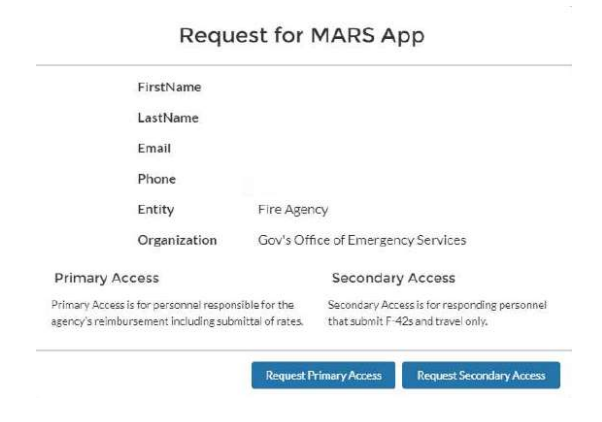 Request for MARS App
FirstName
LastName
Email
Phone
Entity Fire Agency
Organization Gov's Office of Emergency Services
Primary Access
Primary Access is for personnel responsible for the
agency's reimbursement including submittal of rates.
Secondary Access
Secondary Access is for responding personnel
that submit F-42s and travel only.
Request Primary Access Request Secondary Access